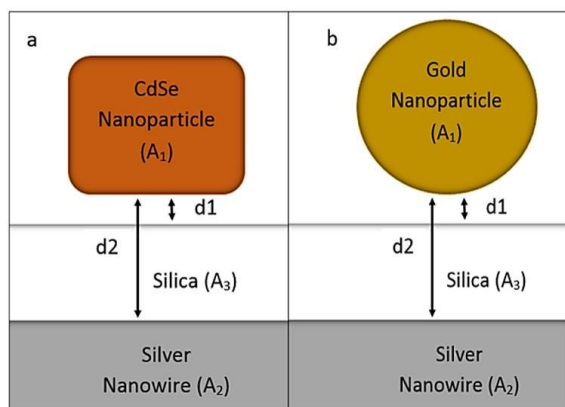 a
CdSe
Nanoparticle
(A₁)
d1
d2
Silica (A₃)
Silver
Nanowire (A₂)
b
Gold
Nanoparticle
(A₁)
d1
d2
Silica (A₃)
Silver
Nanowire (A₂)